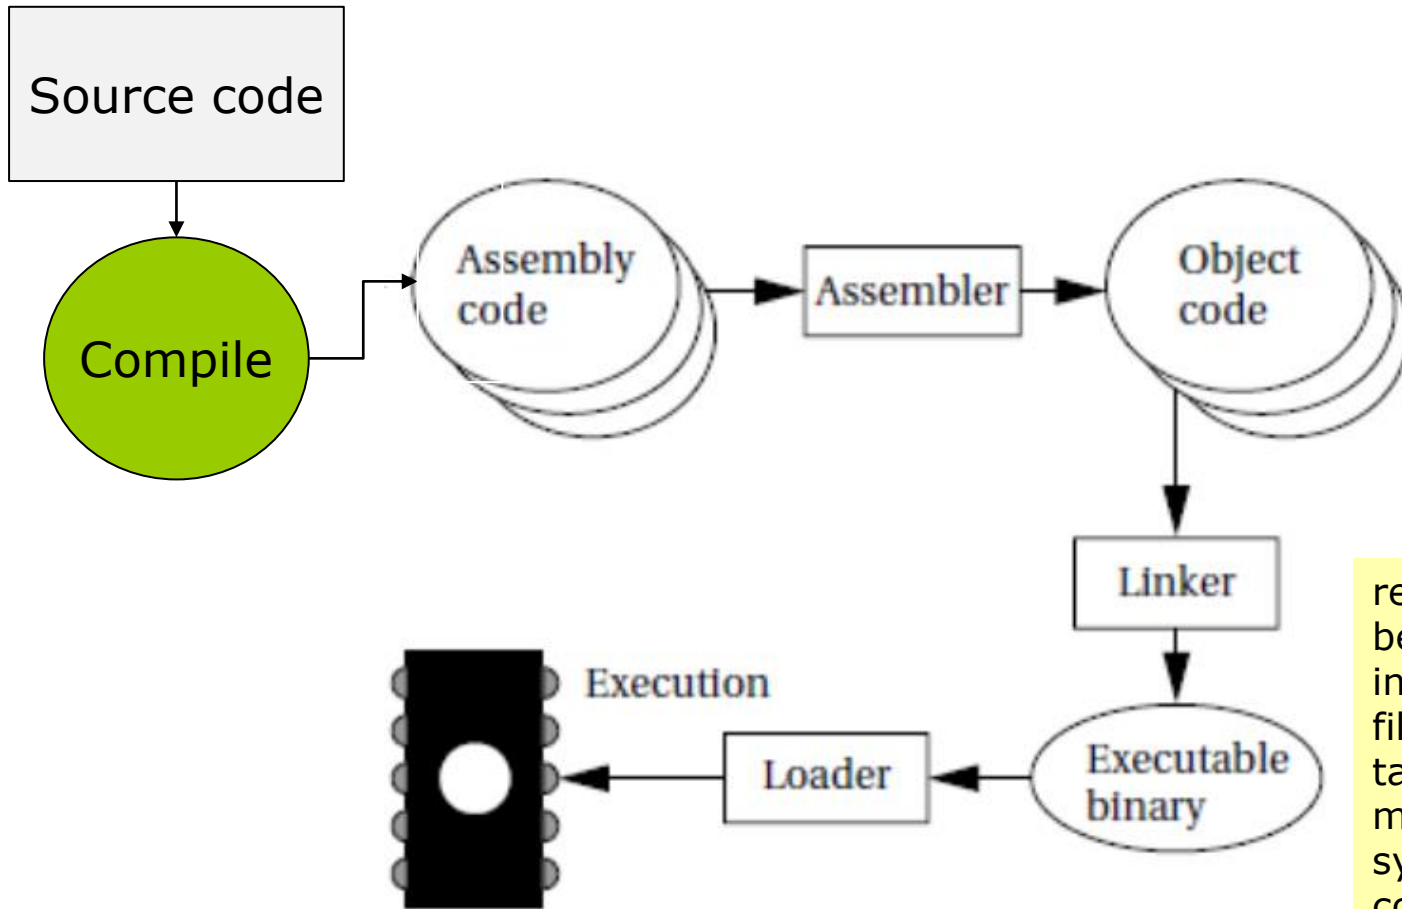 Source code
Compile
Assembly
code
Assembler
Object
code
Linker
Executable
binary
Loader
Execution